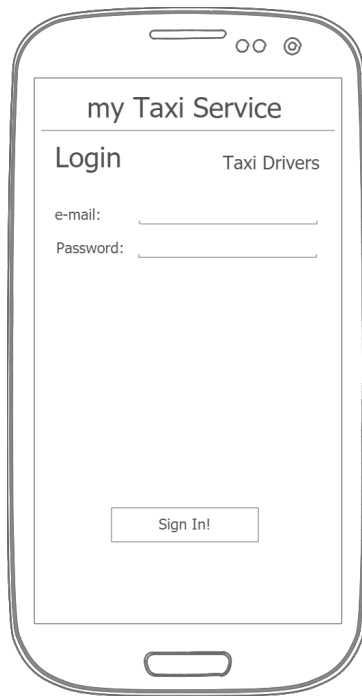 my Taxi Service
Login
Taxi Drivers
e-mail:
Password:
Sign In!